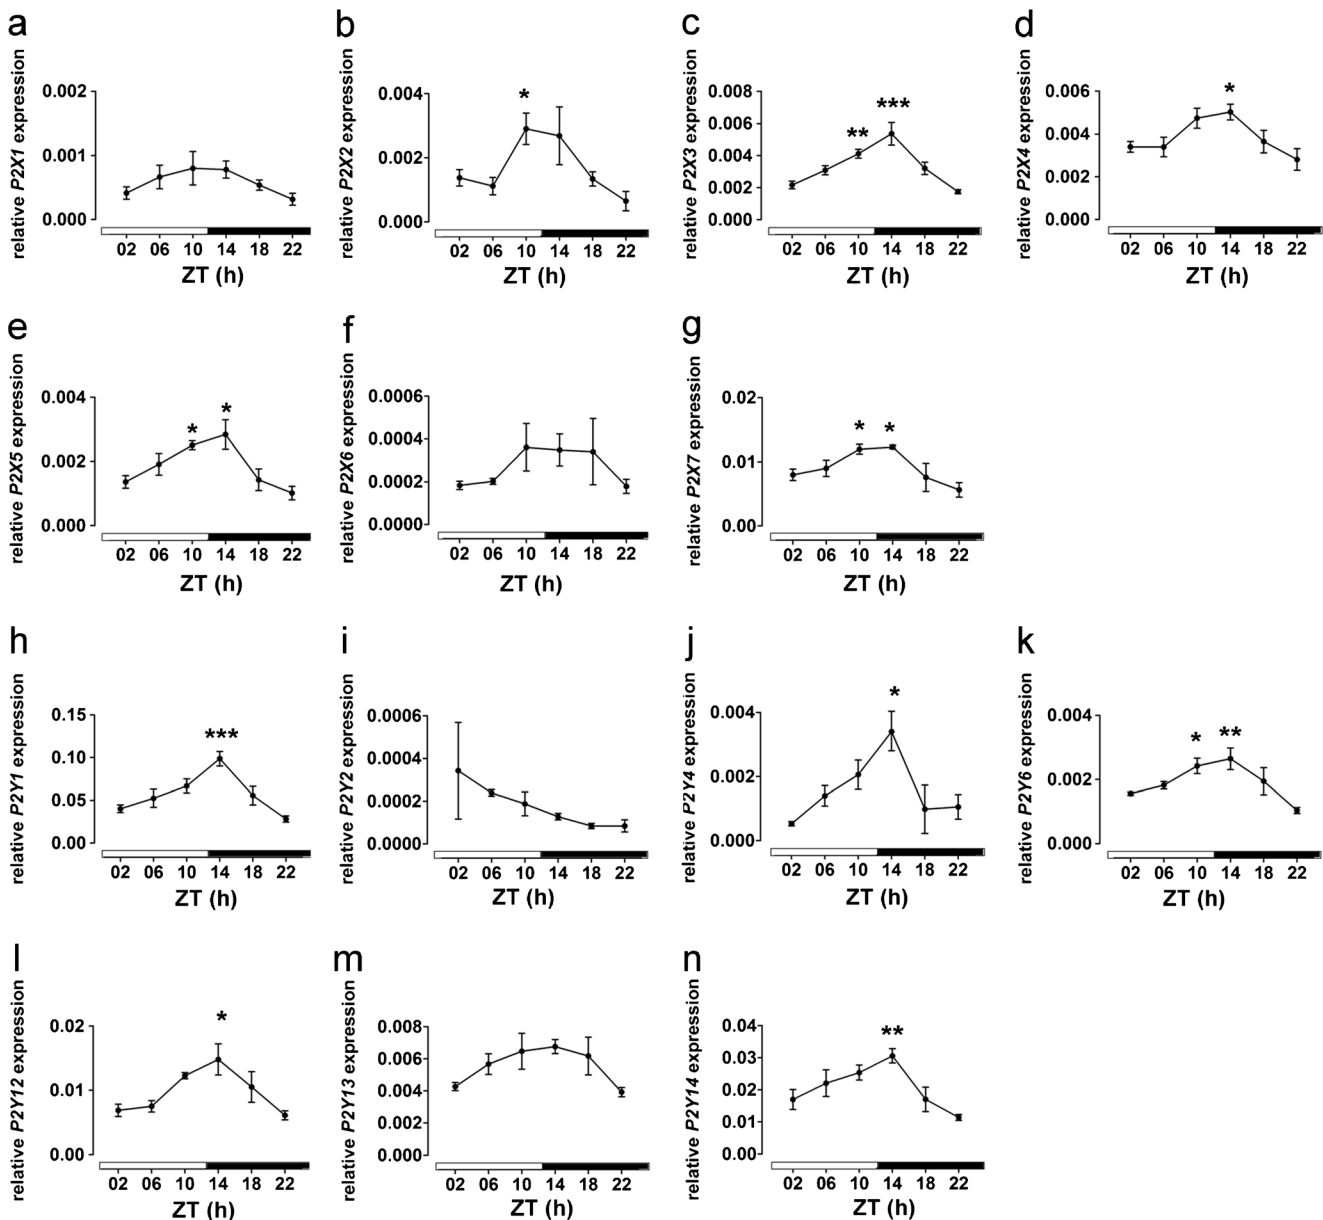 a
relative P2X1 expression
0.002
0.001
0.000
02 06 10 14 18 22
ZT (h)
b
relative P2X2 expression
0.004
0.002
0.000
*
02 06 10 14 18 22
ZT (h)
c
relative P2X3 expression
0.008
0.006
0.004
0.002
0.000
** ***
02 06 10 14 18 22
ZT (h)
d
relative P2X4 expression
0.006
0.004
0.002
0.000
*
02 06 10 14 18 22
ZT (h)
e
relative P2X5 expression
0.004
0.002
0.000
* *
02 06 10 14 18 22
ZT (h)
f
relative P2X6 expression
0.0006
0.0004
0.0002
0.0000
02 06 10 14 18 22
ZT (h)
g
relative P2X7 expression
0.02
0.01
0.00
* *
02 06 10 14 18 22
ZT (h)
h
relative P2Y1 expression
0.15
0.10
0.05
0.00
***
02 06 10 14 18 22
ZT (h)
i
relative P2Y2 expression
0.0006
0.0004
0.0002
0.0000
02 06 10 14 18 22
ZT (h)
j
relative P2Y4 expression
0.004
0.002
0.000
*
02 06 10 14 18 22
ZT (h)
k
relative P2Y6 expression
0.004
0.002
0.000
* **
02 06 10 14 18 22
ZT (h)
l
relative P2Y12 expression
0.02
0.01
0.00
*
02 06 10 14 18 22
ZT (h)
m
relative P2Y13 expression
0.008
0.006
0.004
0.002
0.000
02 06 10 14 18 22
ZT (h)
n
relative P2Y14 expression
0.04
0.03
0.02
0.01
0.00
**
02 06 10 14 18 22
ZT (h)